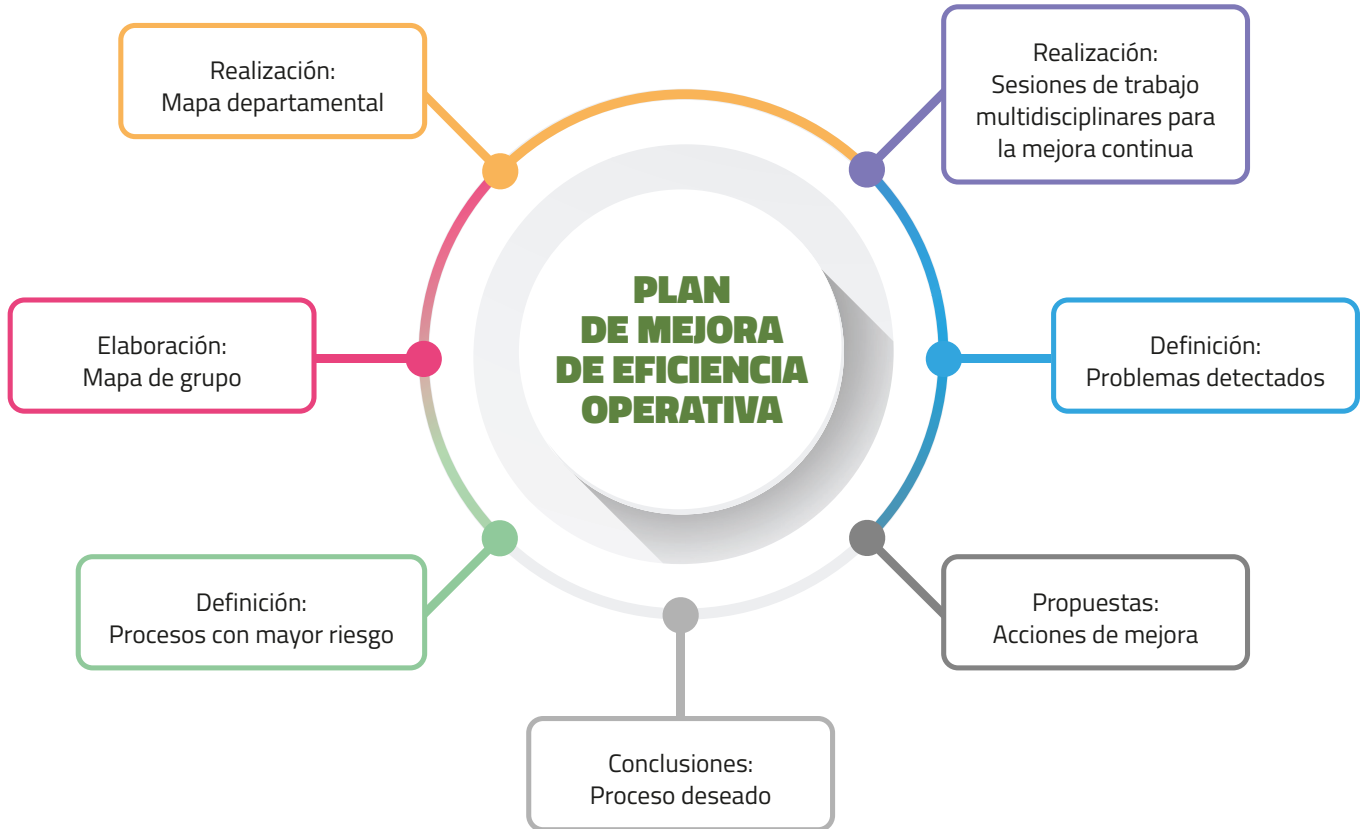 Realización:
Mapa departamental
Realización:
Sesiones de trabajo
multidisciplinares para
la mejora continua
PLAN
DE MEJORA
DE EFICIENCIA
OPERATIVA
Elaboración:
Mapa de grupo
Definición:
Problemas detectados
Definición:
Procesos con mayor riesgo
Propuestas:
Acciones de mejora
Conclusiones:
Proceso deseado